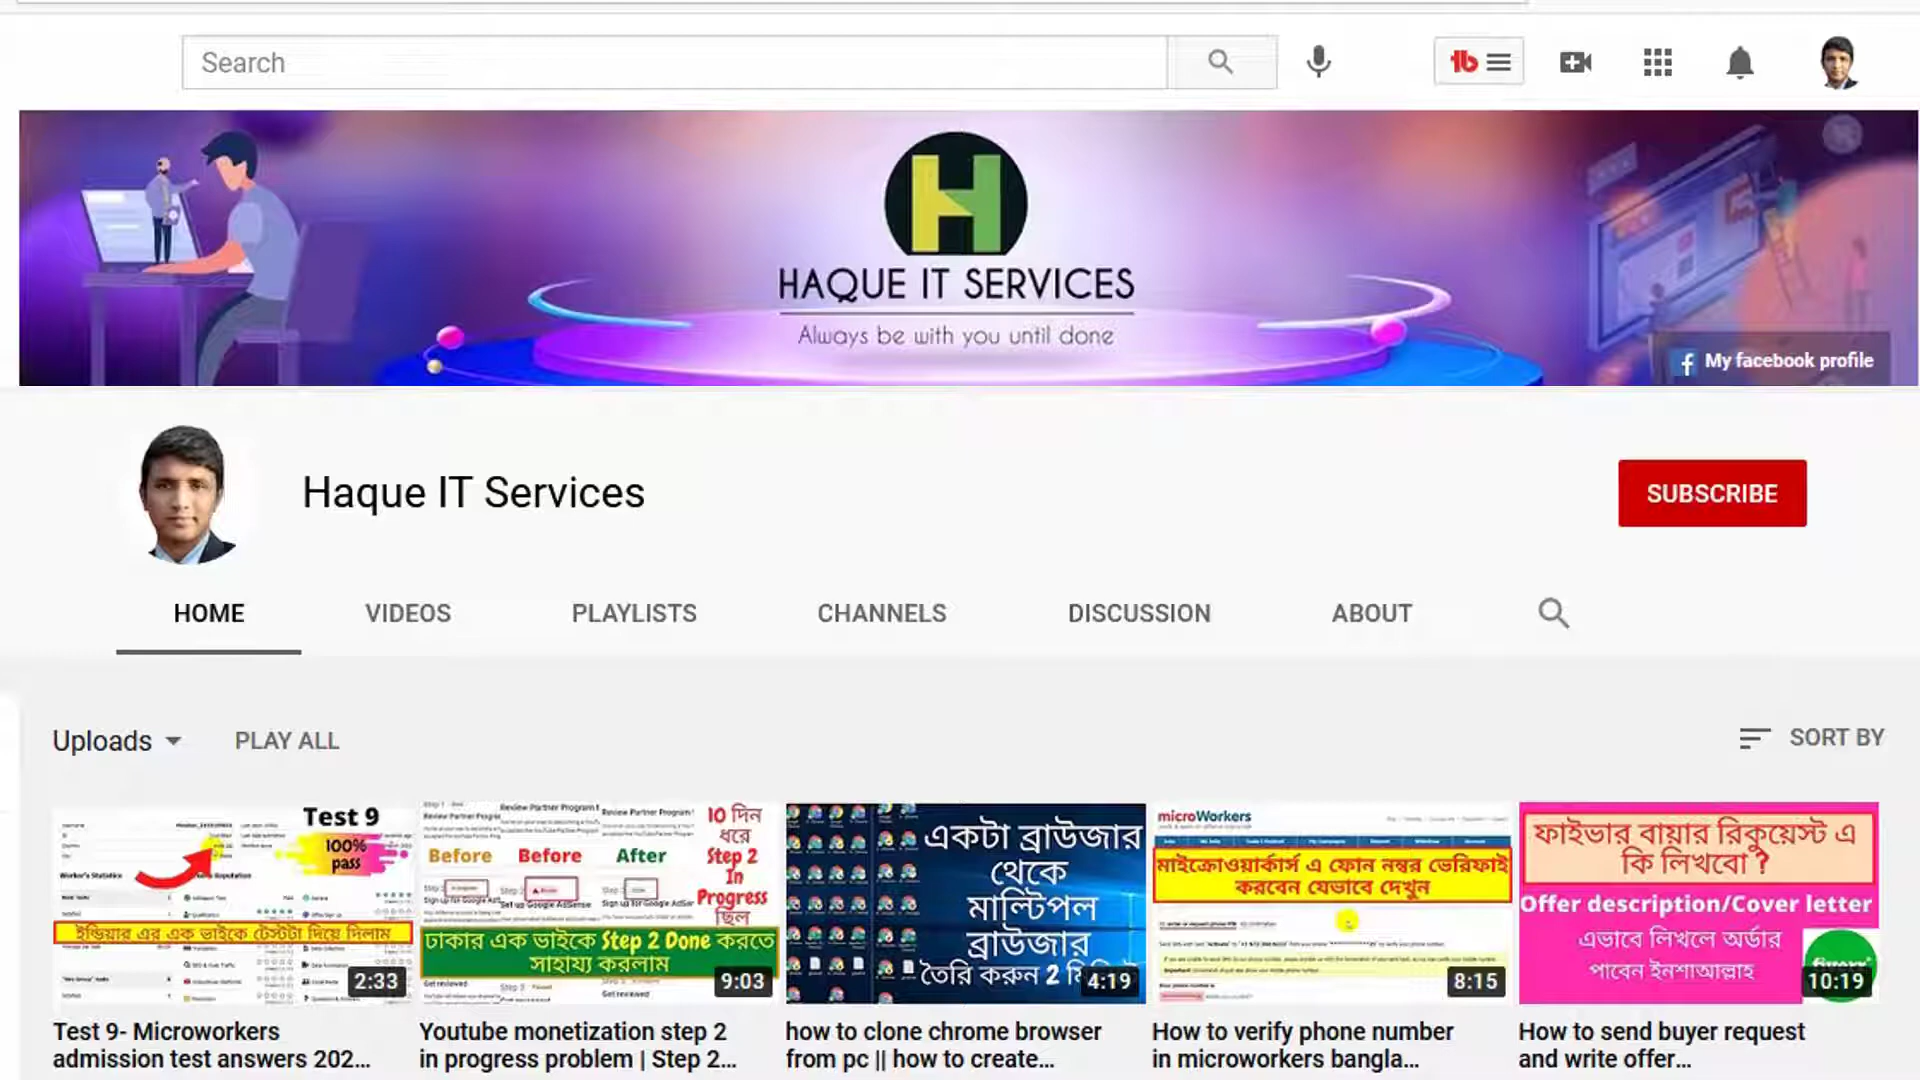 Search
HAQUE IT SERVICES
Always be with you until done
My facebook profile
Haque IT Services
SUBSCRIBE
HOME VIDEOS PLAYLISTS CHANNELS DISCUSSION ABOUT
Uploads PLAY ALL SORT BY
Test 9
100%
pass
ইন্ডিয়ার এর এক ভাইকে টেস্টটা দিয়ে দিলাম
2:33
Test 9- Microworkers
admission test answers 202...
Before Before After
10 দিন
ধরে
Step 2
In
Progress
ছিল
ঢাকার এক ভাইকে Step 2 Done করতে
সাহায্য করলাম
Get reviewed
9:03
Youtube monetization step 2
in progress problem | Step 2...
একটা ব্রাউজার
থেকে
মাল্টিপল
ব্রাউজার
তৈরি করুন 2
4:19
how to clone chrome browser
from pc || how to create...
microWorkers
মাইক্রোওয়ার্কার্স এ ফোন নম্বর ভেরিফাই
করবেন যেভাবে দেখুন
8:15
How to verify phone number
in microworkers bangla...
ফাইভার বায়ার রিকুয়েস্ট এ
কি লিখবো ?
Offer description/Cover letter
এভাবে লিখলে অর্ডার
পাবেন ইনশাআল্লাহ
10:19
How to send buyer request
and write offer...